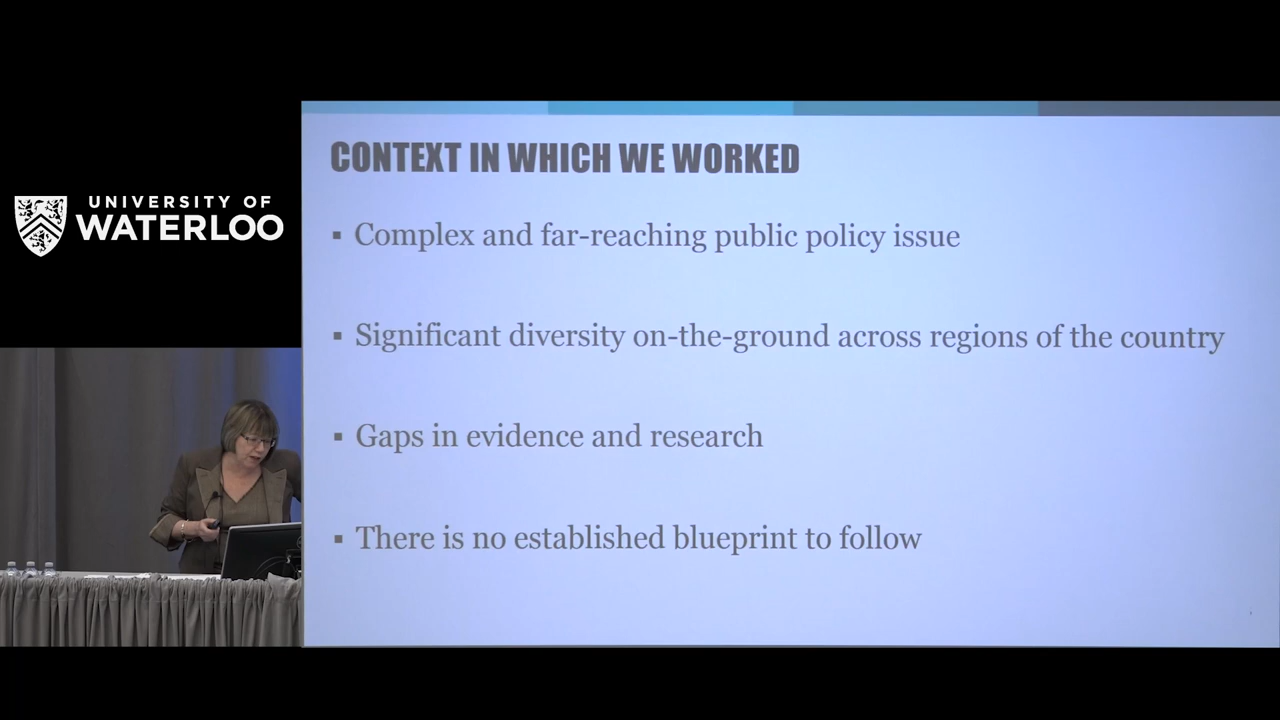 UNIVERSITY OF
WATERLOO
CONTEXT IN WHICH WE WORKED
▪ Complex and far-reaching public policy issue
▪ Significant diversity on-the-ground across regions of the country
▪ Gaps in evidence and research
▪ There is no established blueprint to follow